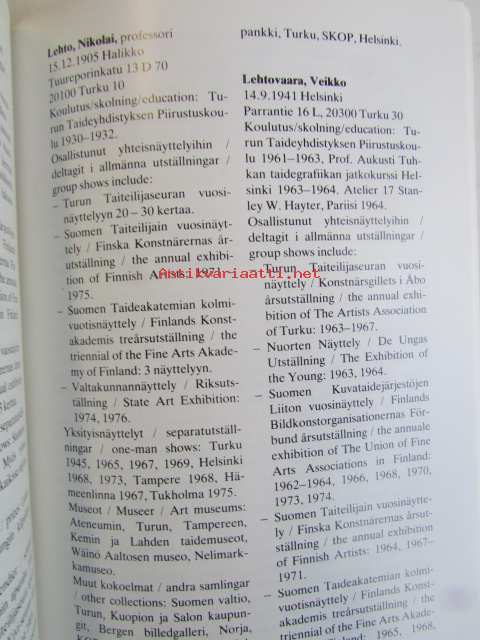 Lehto, Nikolai, professori
15.12.1905 Halikko
Tuureporinkatu 13 D 70
20100 Turku 10
Koulutus/skolning/education: Tu-
run Taideyhdistyksen Piirustuskou-
lu 1930–1932.
Osallistunut yhteisnäyttelyihin /
deltagit i allmänna utställningar /
group shows include:
– Turun Taiteilijaseuran vuosi-
näyttelyyn 20 – 30 kertaa.
– Suomen Taiteilijain vuosinäyt-
tely / Finska Konstnärernas år-
utställning / the annual exhibi-
tion of Finnish Artists: 1971,
1975.
– Suomen Taideakatemian kolmi-
vuotisnäyttely / Finlands Konst-
akademis treårsutställning / the
triennial of the Fine Arts Akade-
my of Finland: 3 näyttelyyn.
– Valtakunnannäyttely / Riksuts-
tällning / State Art Exhibition:
1974, 1976.
Yksityisnäyttelyt / separatutställ-
ningar / one-man shows: Turku
1945, 1965, 1967, 1969, Helsinki
1968, 1973, Tampere 1968, Hä-
meenlinna 1967, Tukholma 1975.
Museot / Museer / Art museums:
Ateneumin, Turun, Tampereen,
Kemin ja Lahden taidemuseot,
Wäinö Aaltosen museo, Nelimark-
kamuseo.
Muut kokoelmat / andra samlingar
/ other collections: Suomen valtio,
Turun, Kuopion ja Salon kaupun-
git, Bergen billedgalleri, Norja,
pankki, Turku, SKOP, Helsinki.
Lehtovaara, Veikko
14.9.1941 Helsinki
Parrantie 16 L, 20300 Turku 30
Koulutus/skolning/education: Tu-
run Taideyhdistyksen Piirustuskou-
lu 1961–1963, Prof. Aukusti Tuh-
kan taidegrafiikan jatkokurssi Hel-
sinki 1963–1964. Atelier 17 Stan-
ley W. Hayter, Pariisi 1964.
Osallistunut yhteisnäyttelyihin /
deltagit i allmänna utställningar /
group shows include:
Turun Taiteilijaseuran vuosi-
näyttely / Konstnärsgillets i Åbo
årsutställning / the annual exhi-
bition of The Artists Association
of Turku: 1963–1967.
– Nuorten Näyttely / De Ungas
Utställning / The Exhibition of
the Young: 1963, 1964.
– Suomen Kuvataidejärjestöjen
Liiton vuosinäyttely / Finlands
Bildkonstorganisationernas För-
bund årsutställning / the annuale
exhibition of The Union of Fine
Arts Associations in Finland:
1962–1964, 1966, 1968, 1970,
1973, 1974.
– Suomen Taiteilijain vuosinäytte-
ly / Finska Konstnärernas årsut-
ställning / the annual exhibition
of Finnish Artists: 1964, 1967–
1971.
– Suomen Taideakatemian kolmi-
vuotisnäyttely / Finlands Konst-
akademis treårsutställning / the
triennial of the Fine Arts Akade-
my of Finland: 1965, 1968,
Antikvariaatti.net